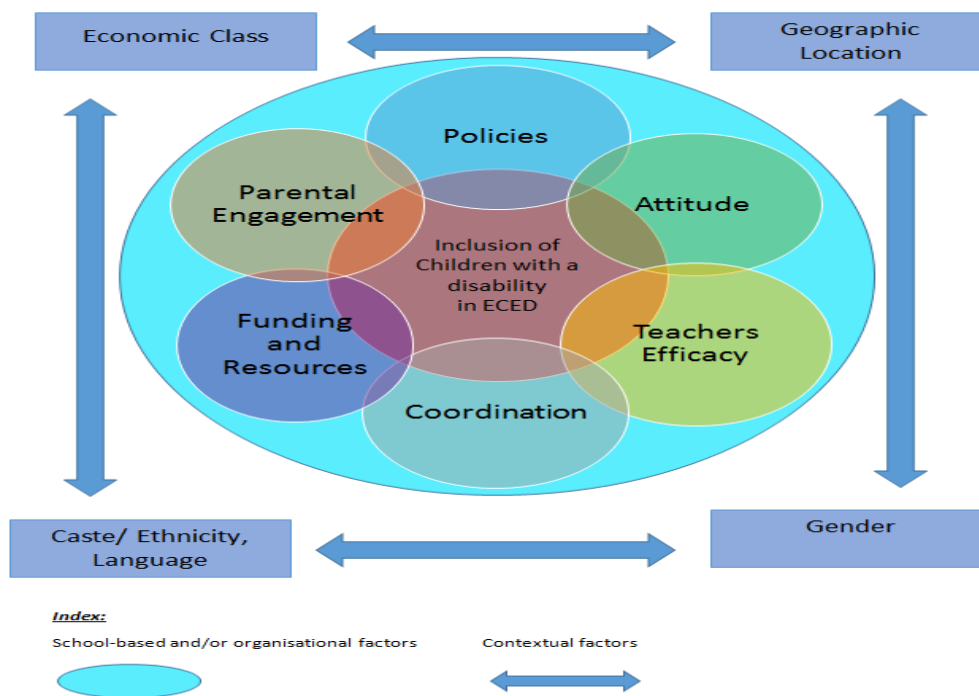 Economic Class
Geographic
Location
Policies
Parental
Engagement
Attitude
Inclusion of
Children with a
disability
in ECED
Funding
and
Resources
Teachers
Efficacy
Coordination
Caste/ Ethnicity,
Language
Gender
Index:
School-based and/or organisational factors
Contextual factors